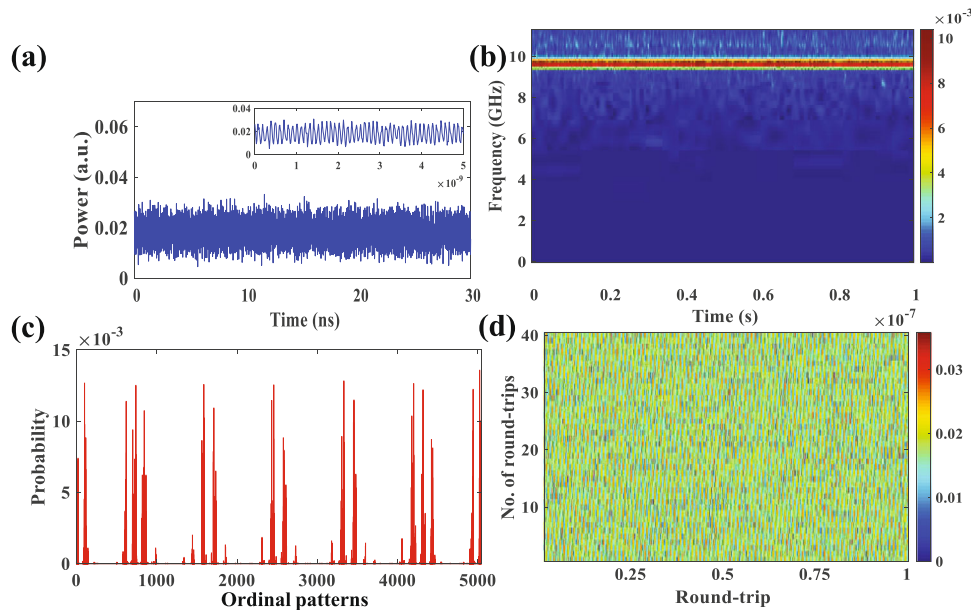 (a)
Power (a.u.)
0.06
0.04
0.02
0
0 10 20 30
Time (ns)
0.04
0.02
0
0 1 2 3 4 5
×10⁻⁹
(b)
Frequency (GHz)
10
8
6
4
2
0
0 0.2 0.4 0.6 0.8 1
Time (s)
×10⁻⁷
×10⁻³
10
8
6
4
2
0
(c)
×10⁻³
Probability
15
10
5
0
0 1000 2000 3000 4000 5000
Ordinal patterns
(d)
No. of round-trips
40
30
20
10
0.25 0.5 0.75 1
Round-trip
0.03
0.02
0.01
0